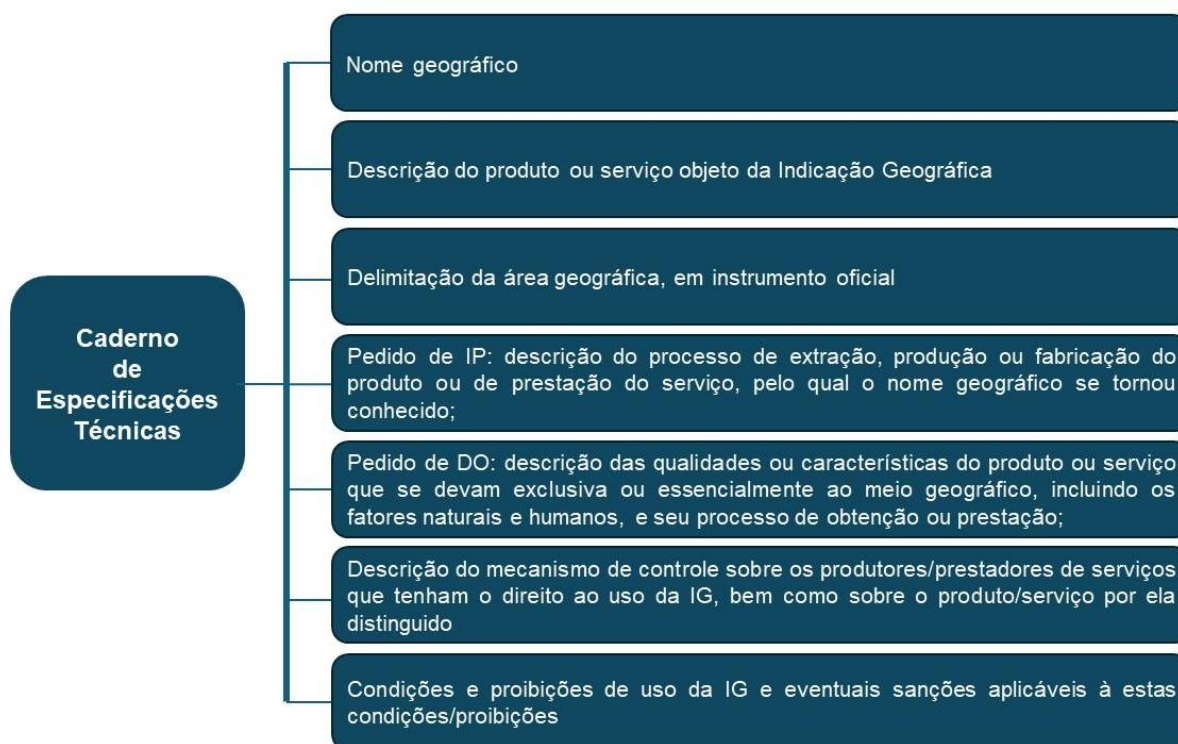 Nome geográfico
Descrição do produto ou serviço objeto da Indicação Geográfica
Delimitação da área geográfica, em instrumento oficial
Caderno
de
Especificações
Técnicas
Pedido de IP: descrição do processo de extração, produção ou fabricação do
produto ou de prestação do serviço, pelo qual o nome geográfico se tornou
conhecido;
Pedido de DO: descrição das qualidades ou características do produto ou serviço
que se devam exclusiva ou essencialmente ao meio geográfico, incluindo os
fatores naturais e humanos, e seu processo de obtenção ou prestação;
Descrição do mecanismo de controle sobre os produtores/prestadores de serviços
que tenham o direito ao uso da IG, bem como sobre o produto/serviço por ela
distinguido
Condições e proibições de uso da IG e eventuais sanções aplicáveis à estas
condições/proibições